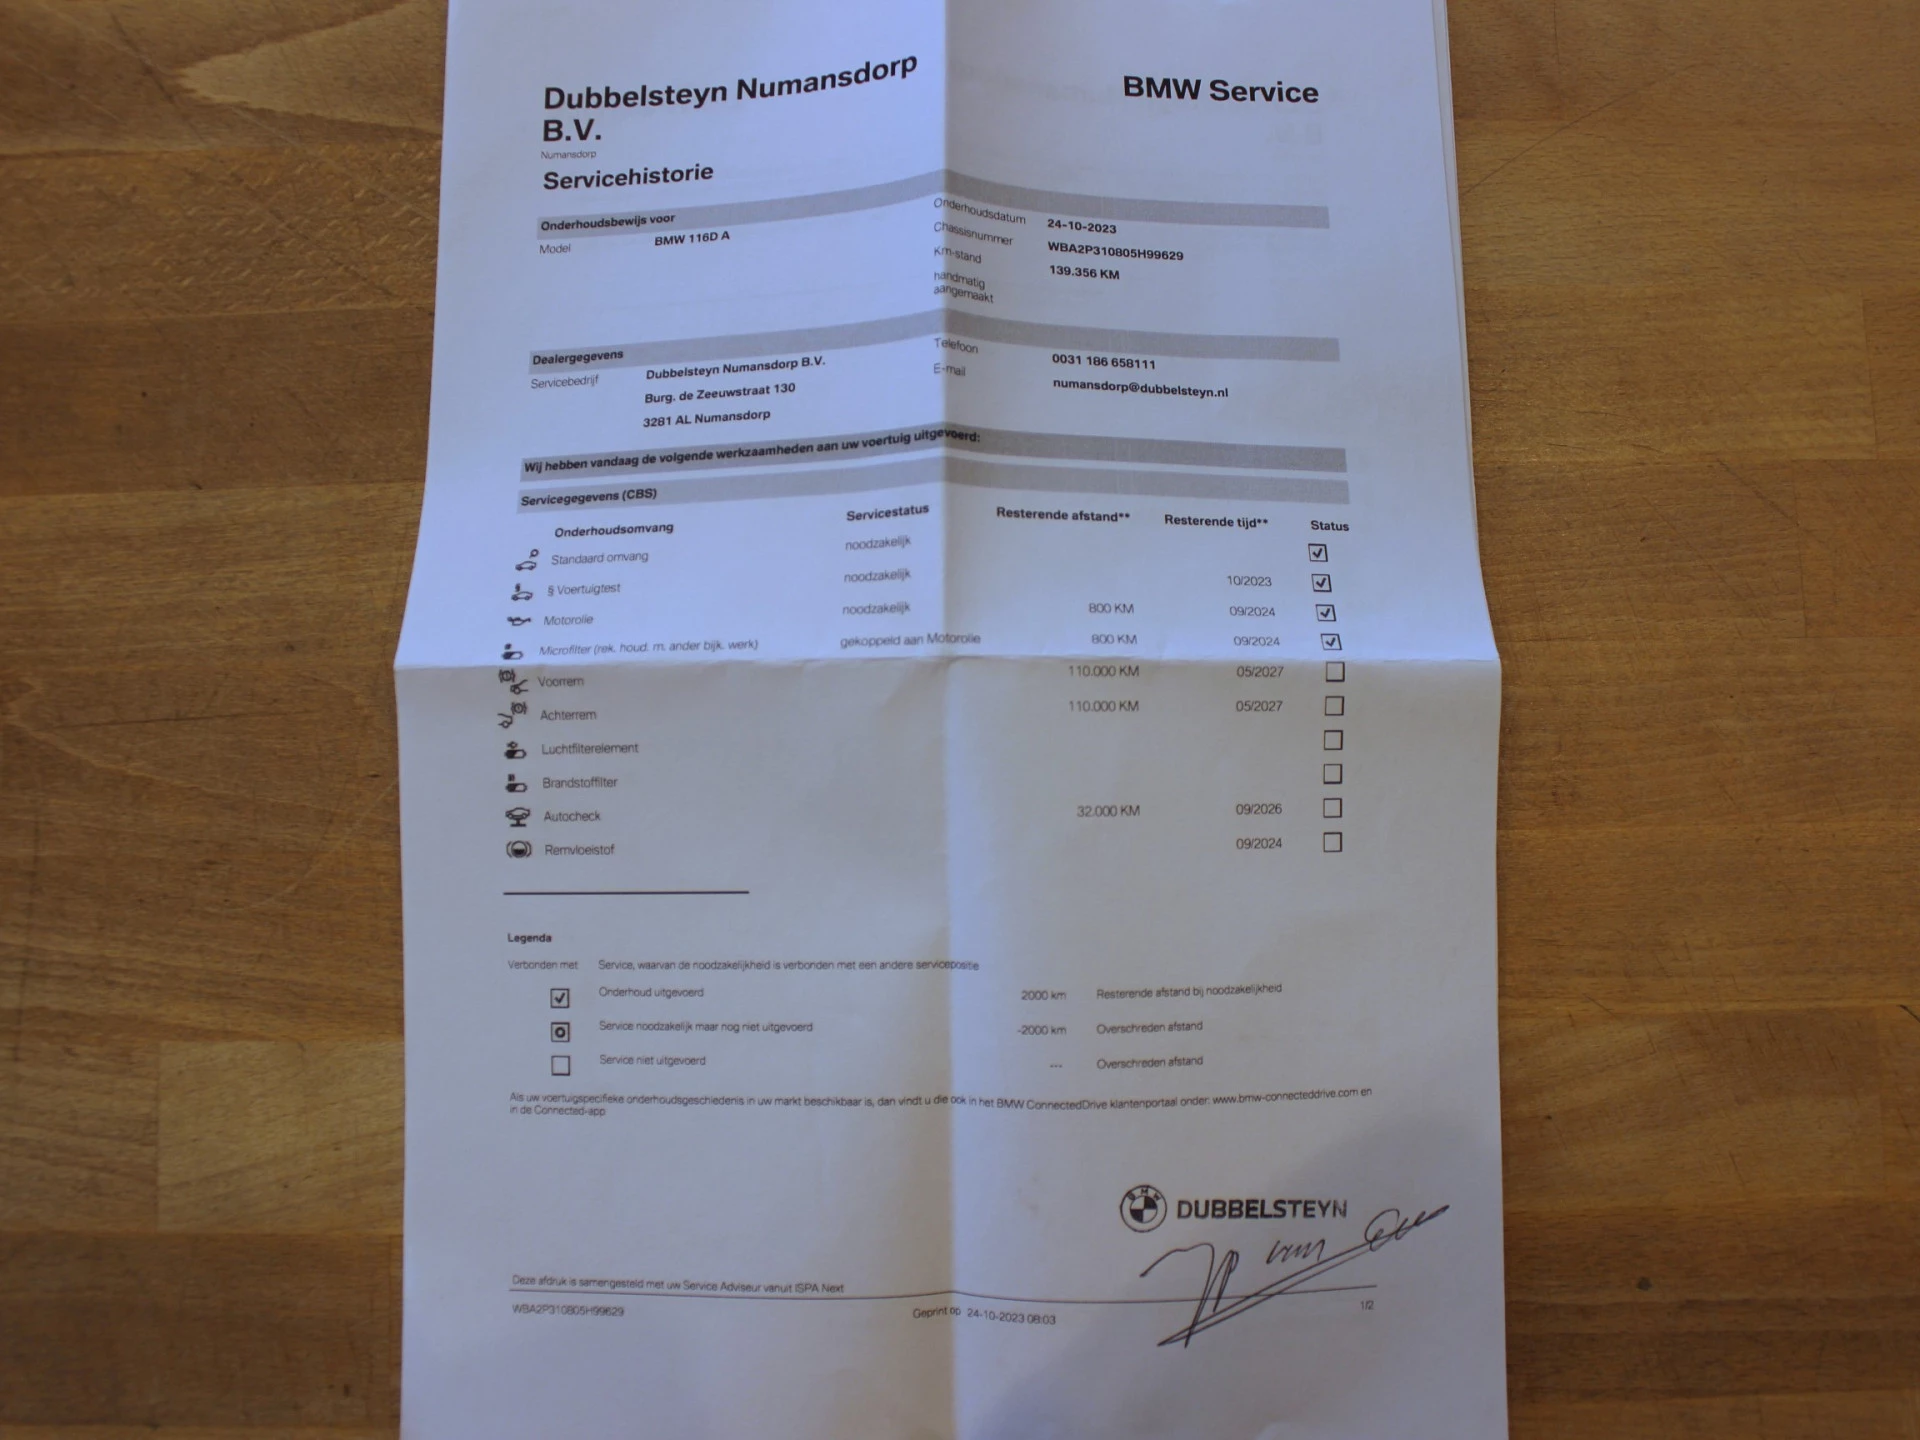 Dubbelsteyn Numansdorp
B.V.
BMW Service
Numansdorp
Servicehistorie
Onderhoudsbewijs voor
Model BMW 116D A
Onderhoudsdatum 24-10-2023
Chassisnummer WBA2P310805H99629
Km-stand 139.356 KM
handmatig
aangemaakt
Dealergegevens
Servicebedrijf Dubbelsteyn Numansdorp B.V.
Burg. de Zeeuwstraat 130
3281 AL Numansdorp
Telefoon 0031 186 658111
E-mail numansdorp@dubbelsteyn.nl
Wij hebben vandaag de volgende werkzaamheden aan uw voertuig uitgevoerd:
Servicegegevens (CBS)
Onderhoudsomvang Servicestatus Resterende afstand** Resterende tijd** Status
Standaard omvang noodzakelijk
§ Voertuigtest noodzakelijk 10/2023
Motorolie noodzakelijk 800 KM 09/2024
Microfilter (rek. houd. m. ander bijk. werk) gekoppeld aan Motorolie 800 KM 09/2024
Voorrem 110.000 KM 05/2027
Achterrem 110.000 KM 05/2027
Luchtfilterelement
Brandstoffilter
Autocheck 32.000 KM 09/2026
Remvloeistof 09/2024
Legenda
Verbonden met Service, waarvan de noodzakelijkheid is verbonden met een andere servicepositie
Onderhoud uitgevoerd 2000 km Resterende afstand bij noodzakelijkheid
Service noodzakelijk maar nog niet uitgevoerd -2000 km Overschreden afstand
Service niet uitgevoerd --- Overschreden afstand
Als uw voertuigspecifieke onderhoudsgeschiedenis in uw markt beschikbaar is, dan vindt u die ook in het BMW ConnectedDrive klantenportaal onder: www.bmw-connecteddrive.com en
in de Connected-app
BMW DUBBELSTEYN
Deze afdruk is samengesteld met uw Service Adviseur vanuit ISPA Next
WBA2P310805H99629 Geprint op 24-10-2023 08:03 1/2